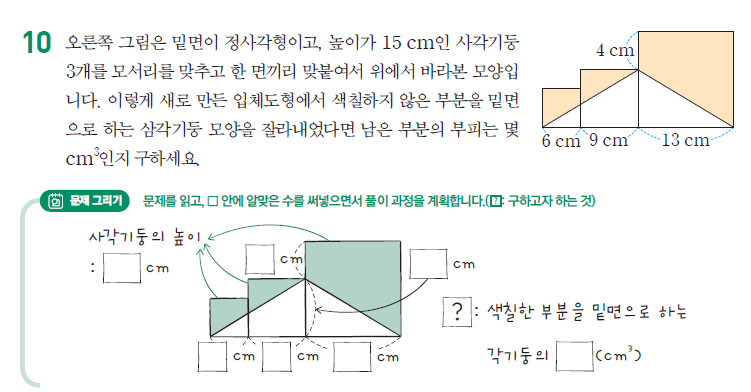 10 오른쪽 그림은 밑면이 정사각형이고, 높이가 15 cm인 사각기둥
3개를 모서리를 맞추고 한 면끼리 맞붙여서 위에서 바라본 모양입
니다. 이렇게 새로 만든 입체도형에서 색칠하지 않은 부분을 밑면
으로 하는 삼각기둥 모양을 잘라내었다면 남은 부분의 부피는 몇
cm³인지 구하세요.
4 cm
6 cm 9 cm 13 cm
문제 그리기 문제를 읽고, □ 안에 알맞은 수를 써넣으면서 풀이 과정을 계획합니다.(?: 구하고자 하는 것)
사각기둥의 높이
: □ cm
□ cm
□ cm
□ cm □ cm □ cm
?: 색칠한 부분을 밑면으로 하는
각기둥의 □(cm³)